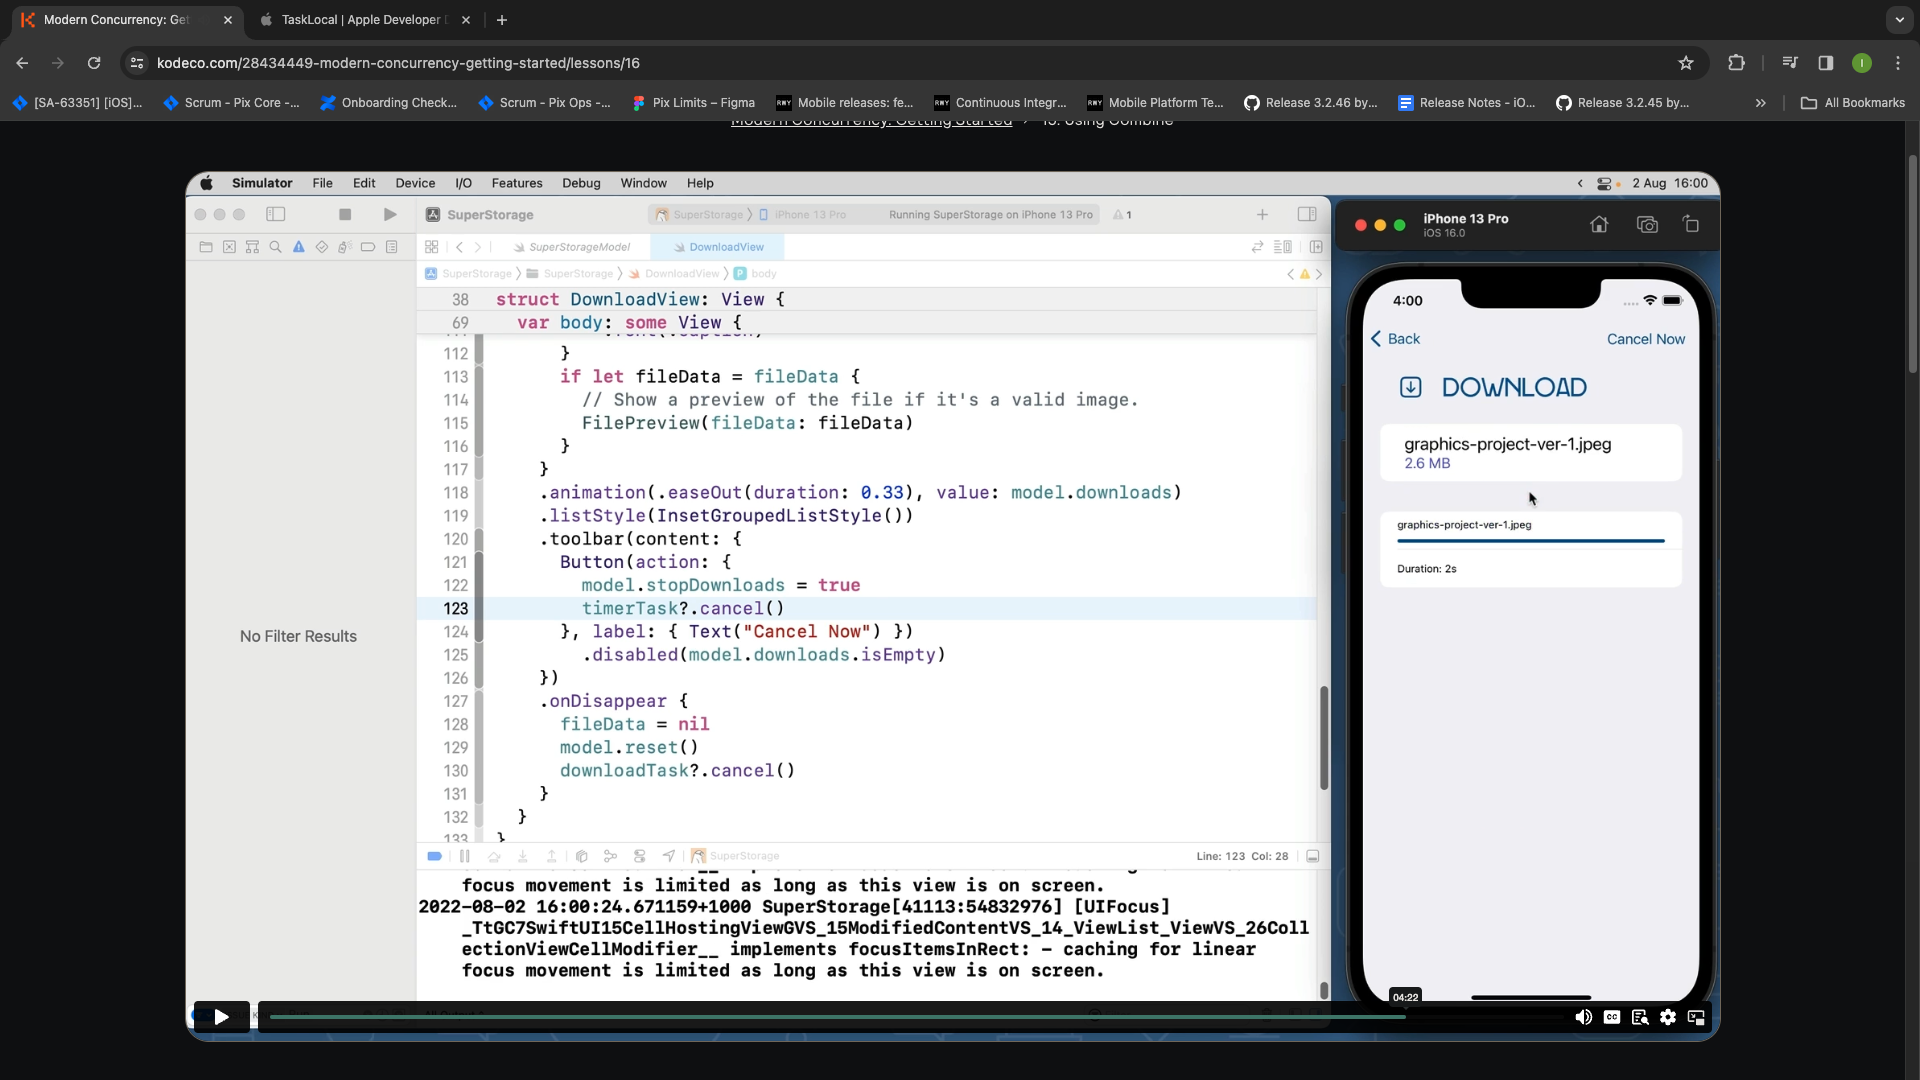 Modern Concurrency: Get
TaskLocal | Apple Developer D
kodeco.com/28434449-modern-concurrency-getting-started/lessons/16
[SA-63351] [iOS]...
Scrum - Pix Core -...
Onboarding Check...
Scrum - Pix Ops -...
Pix Limits – Figma
RWY Mobile releases: fe...
RWY Continuous Integr...
RWY Mobile Platform Te...
Release 3.2.46 by...
Release Notes - iO...
Release 3.2.45 by...
All Bookmarks
Modern Concurrency: Getting Started › 15. Using Combine
Simulator File Edit Device I/O Features Debug Window Help
2 Aug 16:00
SuperStorage
SuperStorage iPhone 13 Pro
Running SuperStorage on iPhone 13 Pro
1
SuperStorageModel
DownloadView
SuperStorage SuperStorage DownloadView P body
38 struct DownloadView: View {
69 var body: some View {
112 }
113 if let fileData = fileData {
114 // Show a preview of the file if it's a valid image.
115 FilePreview(fileData: fileData)
116 }
117 }
118 .animation(.easeOut(duration: 0.33), value: model.downloads)
119 .listStyle(InsetGroupedListStyle())
120 .toolbar(content: {
121 Button(action: {
122 model.stopDownloads = true
123 timerTask?.cancel()
124 }, label: { Text("Cancel Now") })
125 .disabled(model.downloads.isEmpty)
126 })
127 .onDisappear {
128 fileData = nil
129 model.reset()
130 downloadTask?.cancel()
131 }
132 }
133 }
No Filter Results
SuperStorage
Line: 123 Col: 28
focus movement is limited as long as this view is on screen.
2022-08-02 16:00:24.671159+1000 SuperStorage[41113:54832976] [UIFocus]
_TtGC7SwiftUI15CellHostingViewGVS_15ModifiedContentVS_14_ViewList_ViewVS_26Coll
ectionViewCellModifier__ implements focusItemsInRect: - caching for linear
focus movement is limited as long as this view is on screen.
iPhone 13 Pro
iOS 16.0
4:00
Back
Cancel Now
DOWNLOAD
graphics-project-ver-1.jpeg
2.6 MB
graphics-project-ver-1.jpeg
Duration: 2s
04:22
CC